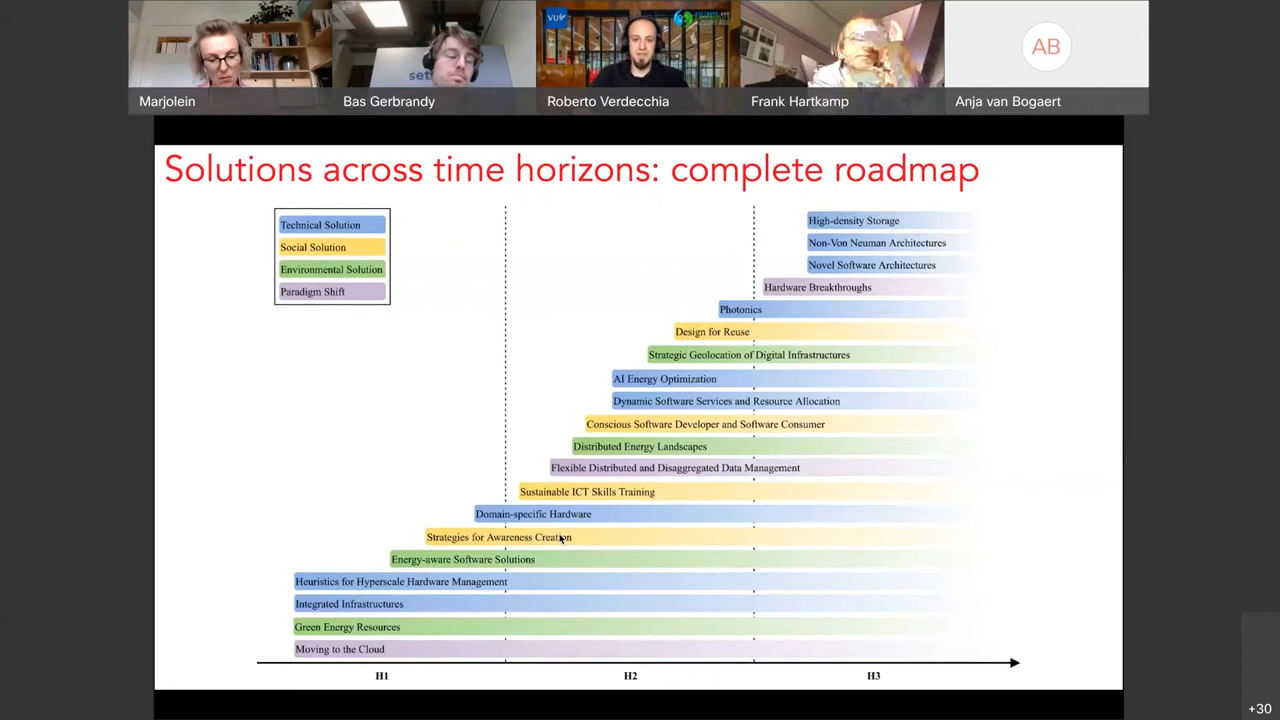 VU
sets
AB
Marjolein
Bas Gerbrandy
Roberto Verdecchia
Frank Hartkamp
Anja van Bogaert
Solutions across time horizons: complete roadmap
Technical Solution
Social Solution
Environmental Solution
Paradigm Shift
High-density Storage
Non-Von Neuman Architectures
Novel Software Architectures
Hardware Breakthroughs
Photonics
Design for Reuse
Strategic Geolocation of Digital Infrastructures
AI Energy Optimization
Dynamic Software Services and Resource Allocation
Conscious Software Developer and Software Consumer
Distributed Energy Landscapes
Flexible Distributed and Disaggregated Data Management
Sustainable ICT Skills Training
Domain-specific Hardware
Strategies for Awareness Creation
Energy-aware Software Solutions
Heuristics for Hyperscale Hardware Management
Integrated Infrastructures
Green Energy Resources
Moving to the Cloud
H1
H2
H3
+30